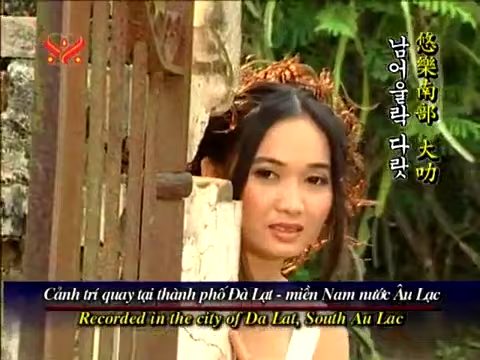 悠樂南部 大叻
남어울락 다랏
Cảnh trí quay tại thành phố Đà Lạt - miền Nam nước Âu Lạc
Recorded in the city of Da Lat, South Au Lac